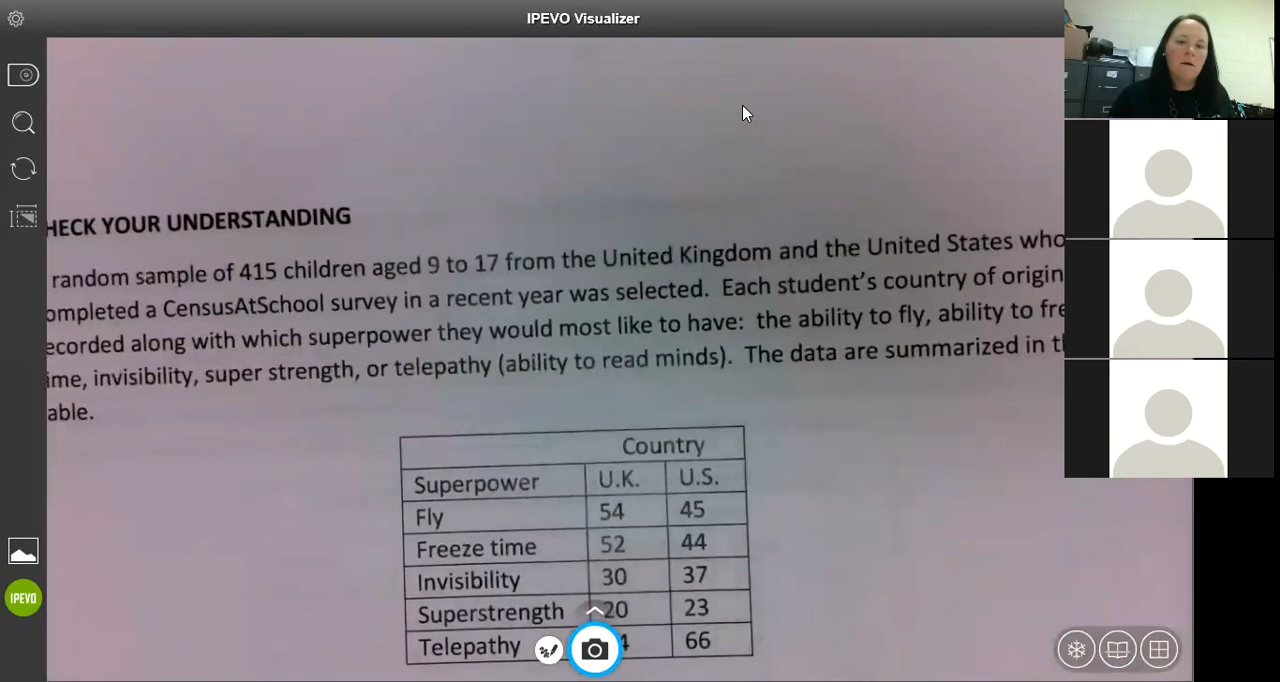 IPEVO Visualizer
HECK YOUR UNDERSTANDING
random sample of 415 children aged 9 to 17 from the United Kingdom and the United States who
ompleted a CensusAtSchool survey in a recent year was selected. Each student's country of origin
ecorded along with which superpower they would most like to have: the ability to fly, ability to fre
ime, invisibility, super strength, or telepathy (ability to read minds). The data are summarized in t
able.
Country
Superpower U.K. U.S.
Fly 54 45
Freeze time 52 44
Invisibility 30 37
Superstrength 20 23
Telepathy 4 66
IPEVO